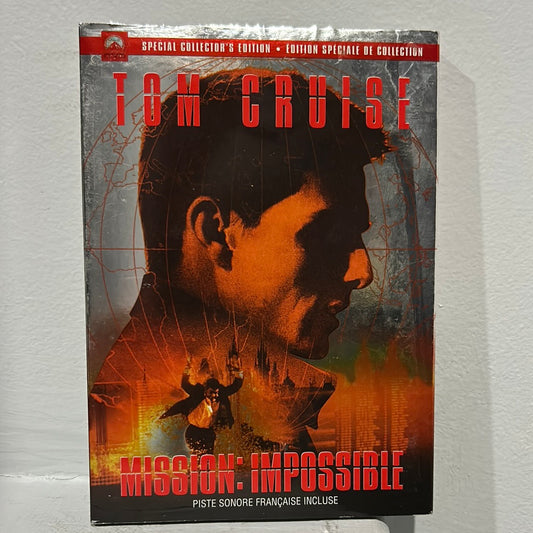 SPECIAL COLLECTOR'S EDITION • ÉDITION SPÉCIALE DE COLLECTION
TOM CRUISE
MISSION: IMPOSSIBLE
PISTE SONORE FRANÇAISE INCLUSE